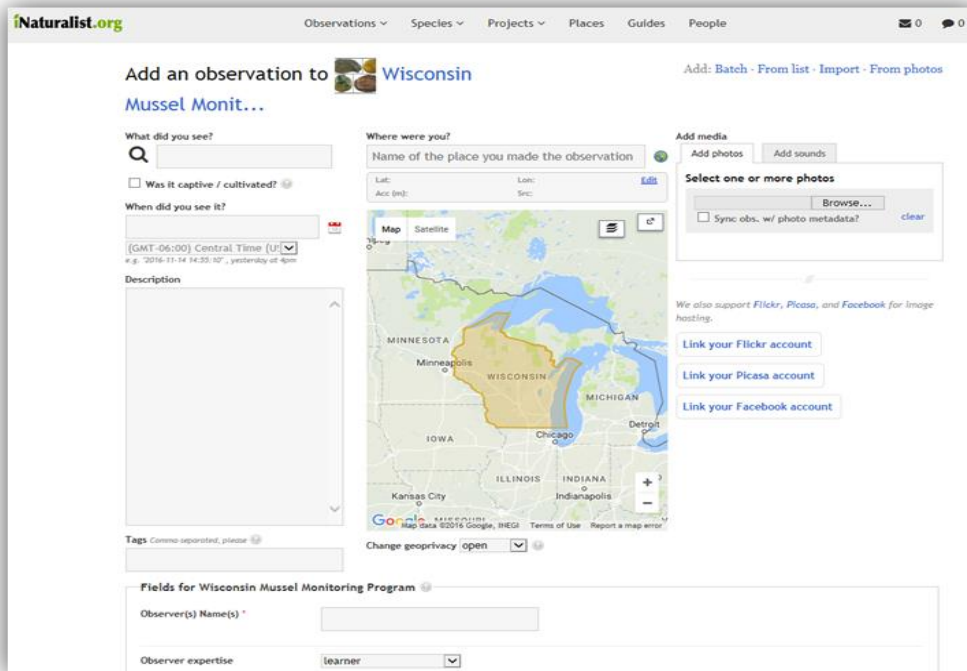 iNaturalist.org
Observations Species Projects Places Guides People 0 0
Add an observation to Wisconsin
Mussel Monit...
Add: Batch · From list · Import · From photos
What did you see?
Was it captive / cultivated?
When did you see it?
(GMT-06:00) Central Time (U
e.g. "2016-11-14 14:55:10", yesterday at 4pm
Description
Tags Comma separated, please
Where were you?
Name of the place you made the observation
Lat: Lon: Edit
Acc (m): Src:
Map Satellite
MINNESOTA
Minneapolis
WISCONSIN
MICHIGAN
Detroit
Chicago
IOWA
ILLINOIS INDIANA
Indianapolis
Kansas City
Google
Map data ©2016 Google, INEGI Terms of Use Report a map error
Change geoprivacy open
Add media
Add photos Add sounds
Select one or more photos
Browse...
Sync obs. w/ photo metadata? clear
We also support Flickr, Picasa, and Facebook for image
hosting.
Link your Flickr account
Link your Picasa account
Link your Facebook account
Fields for Wisconsin Mussel Monitoring Program
Observer(s) Name(s) *
Observer expertise learner